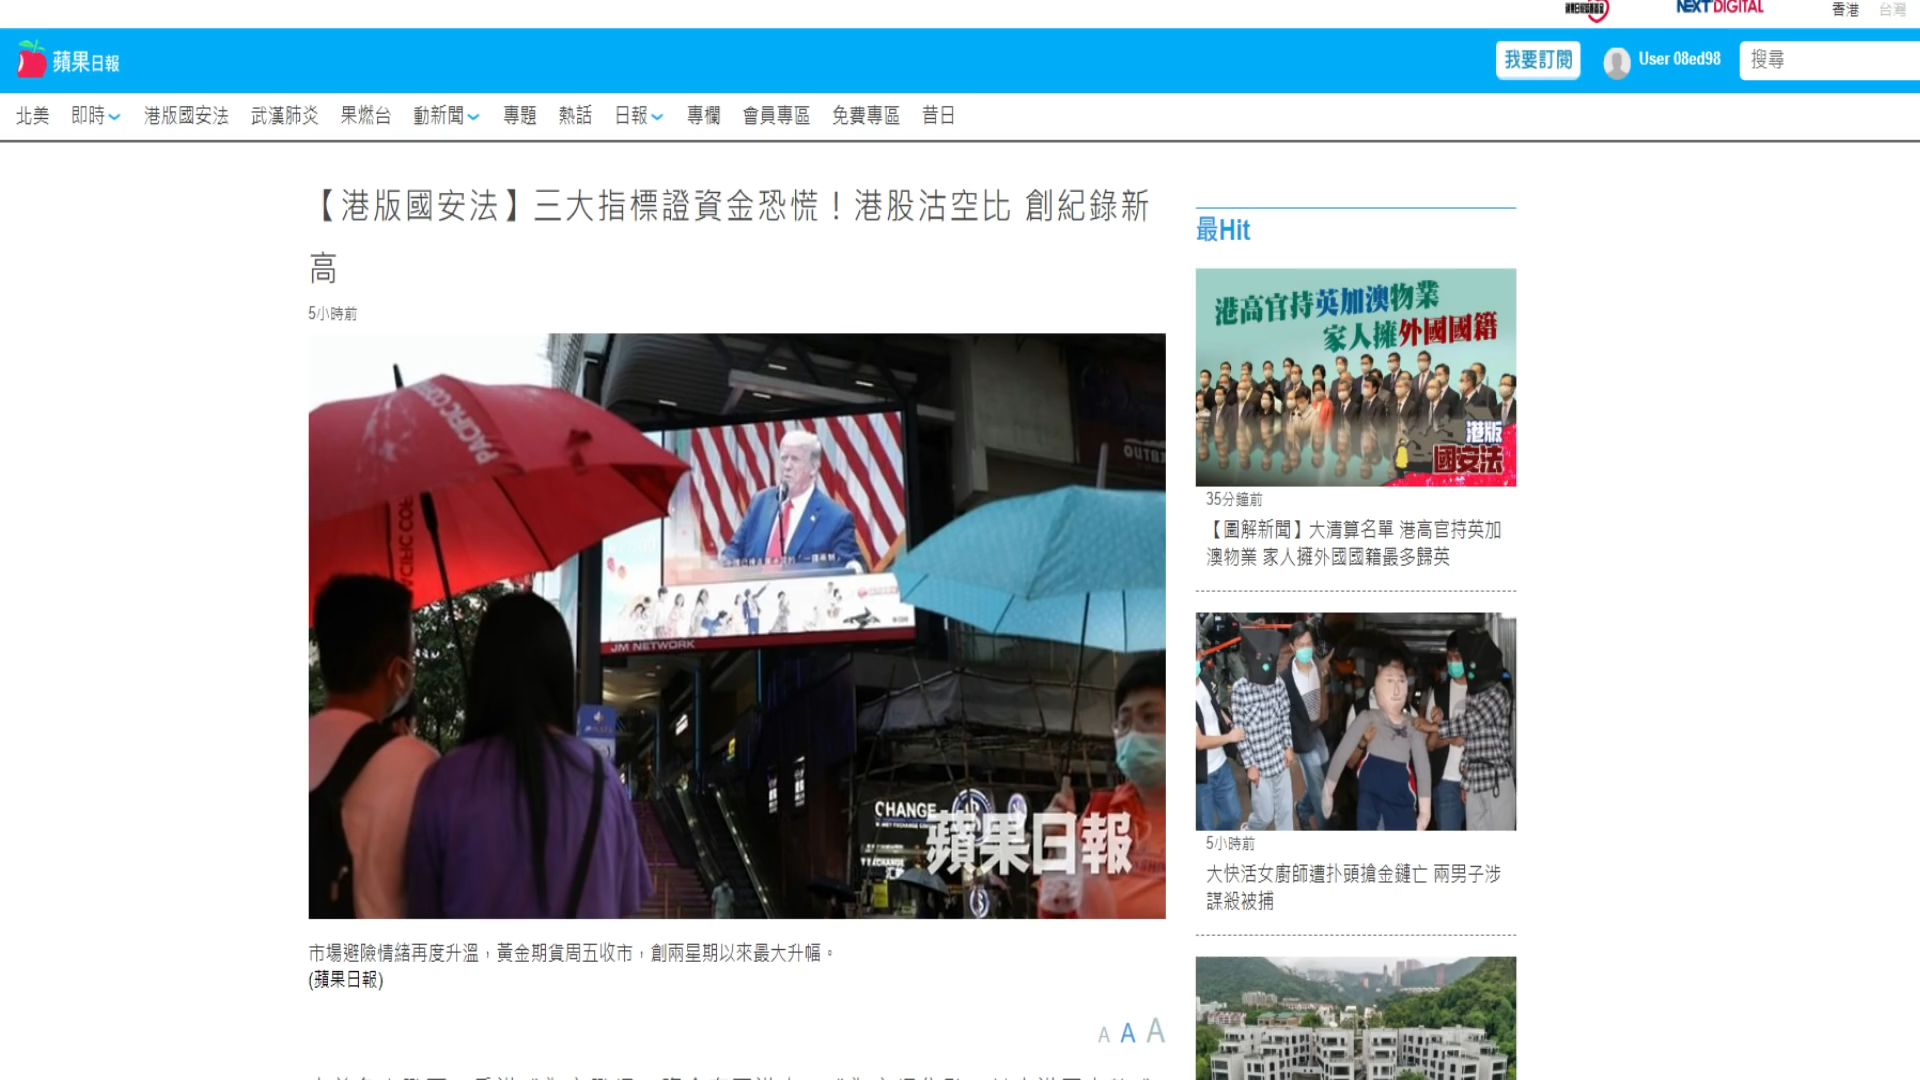 NEXT DIGITAL
香港 台灣
蘋果日報
我要訂閱
User 08ed98
搜尋
北美 即時 港版國安法 武漢肺炎 果燃台 動新聞 專題 熱話 日報 專欄 會員專區 免費專區 昔日
【港版國安法】三大指標證資金恐慌！港股沽空比 創紀錄新
高
5小時前
PACIFIC COF
PACIFIC COF
JM NETWORK
CHANGE
蘋果日報
市場避險情緒再度升溫，黃金期貨周五收市，創兩星期以來最大升幅。
(蘋果日報)
A A A
最Hit
港高官持英加澳物業
家人擁外國國籍
港版
國安法
35分鐘前
【圖解新聞】大清算名單 港高官持英加
澳物業 家人擁外國國籍最多歸英
5小時前
大快活女廚師遭扑頭搶金鏈亡 兩男子涉
謀殺被捕